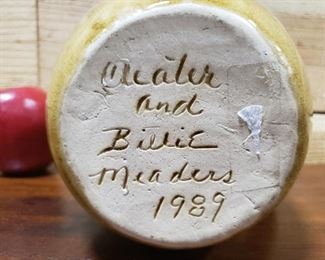 Cleater
and
Billie
Meaders
1989